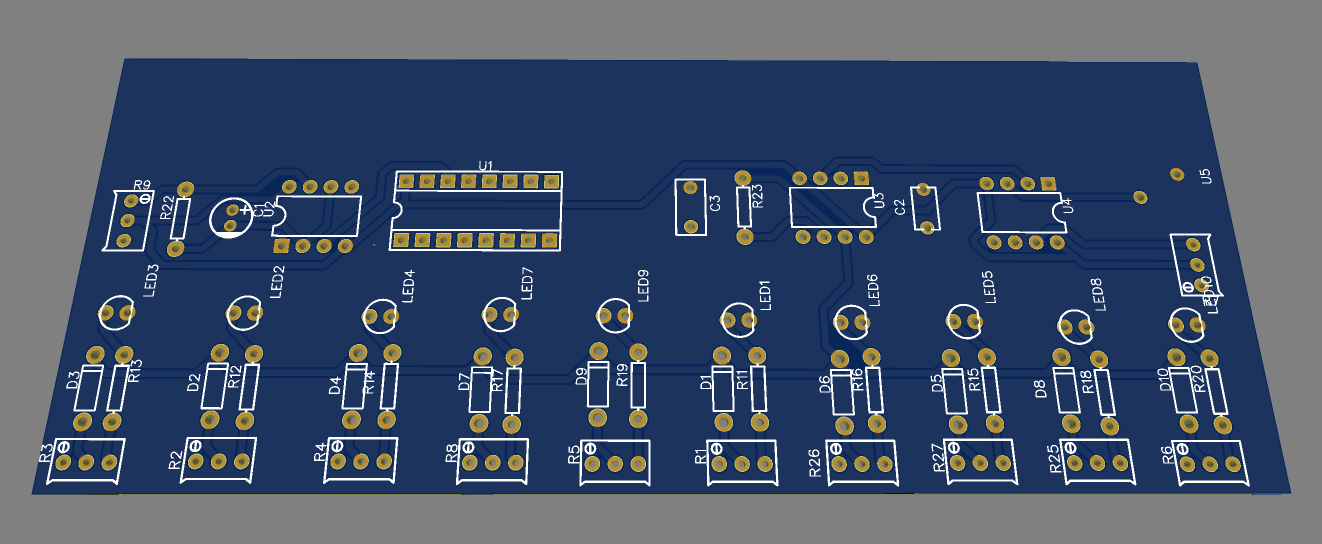 U1
R9
R22
C1
U2
C3
R23
U3
C2
U4
U5
LED3
LED2
LED4
LED7
LED9
LED1
LED6
LED5
LED8
LED10
D3
R13
D2
R12
D4
R14
D7
R17
D9
R19
D1
R11
D6
R16
D5
R15
D8
R18
D10
R20
R3
R2
R4
R8
R5
R1
R26
R27
R25
R6